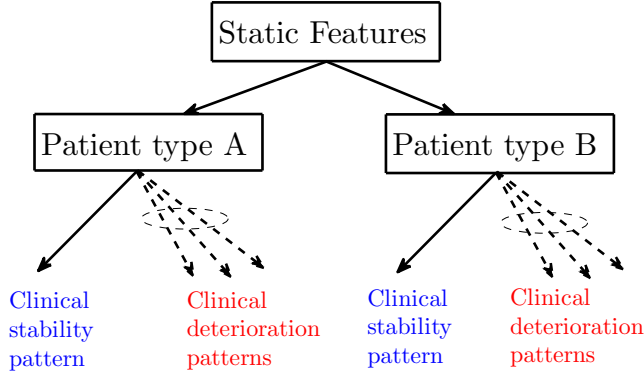 Static Features
Patient type A
Patient type B
Clinical
stability
pattern
Clinical
deterioration
patterns
Clinical
stability
pattern
Clinical
deterioration
patterns